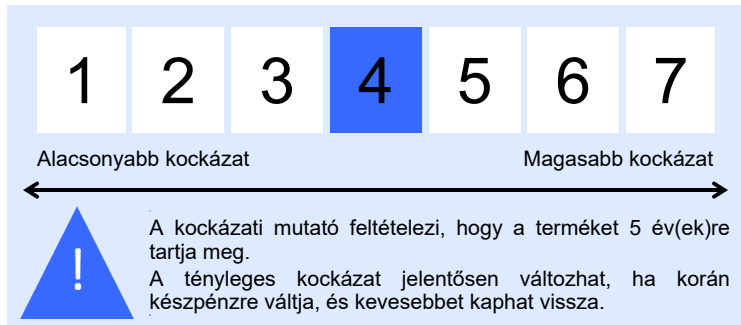 1 2 3 4 5 6 7
Alacsonyabb kockázat Magasabb kockázat
A kockázati mutató feltételezi, hogy a terméket 5 év(ek)re
tartja meg.
A tényleges kockázat jelentősen változhat, ha korán
! készpénzre váltja, és kevesebbet kaphat vissza.